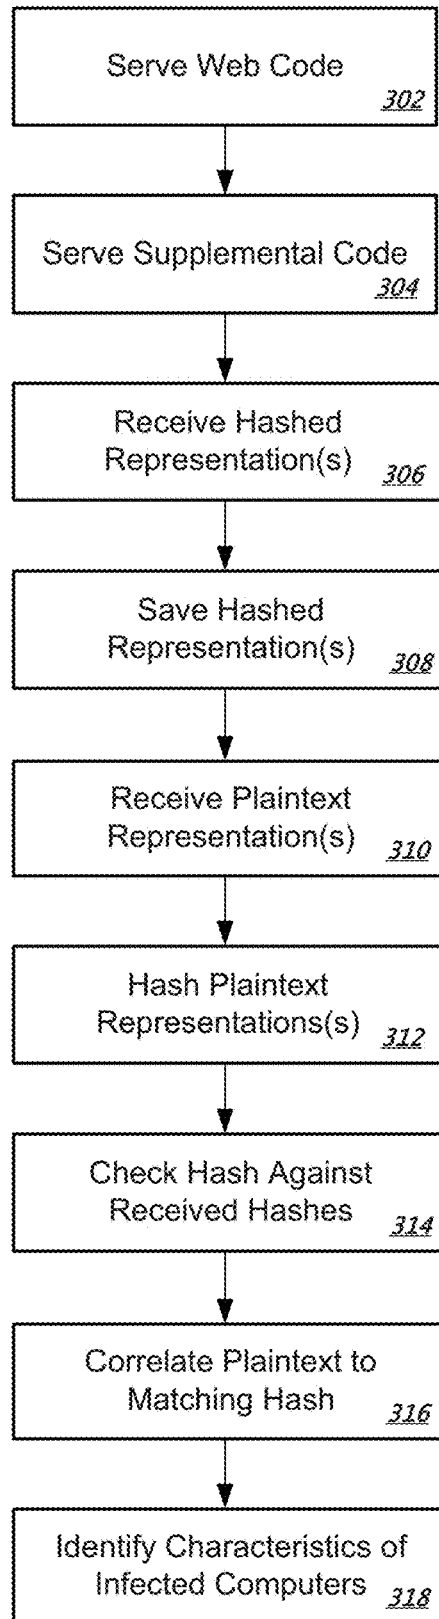 Serve Web Code
302
Serve Supplemental Code
304
Receive Hashed
Representation(s)
306
Save Hashed
Representation(s)
308
Receive Plaintext
Representation(s)
310
Hash Plaintext
Representations(s)
312
Check Hash Against
Received Hashes
314
Correlate Plaintext to
Matching Hash
316
Identify Characteristics of
Infected Computers
318